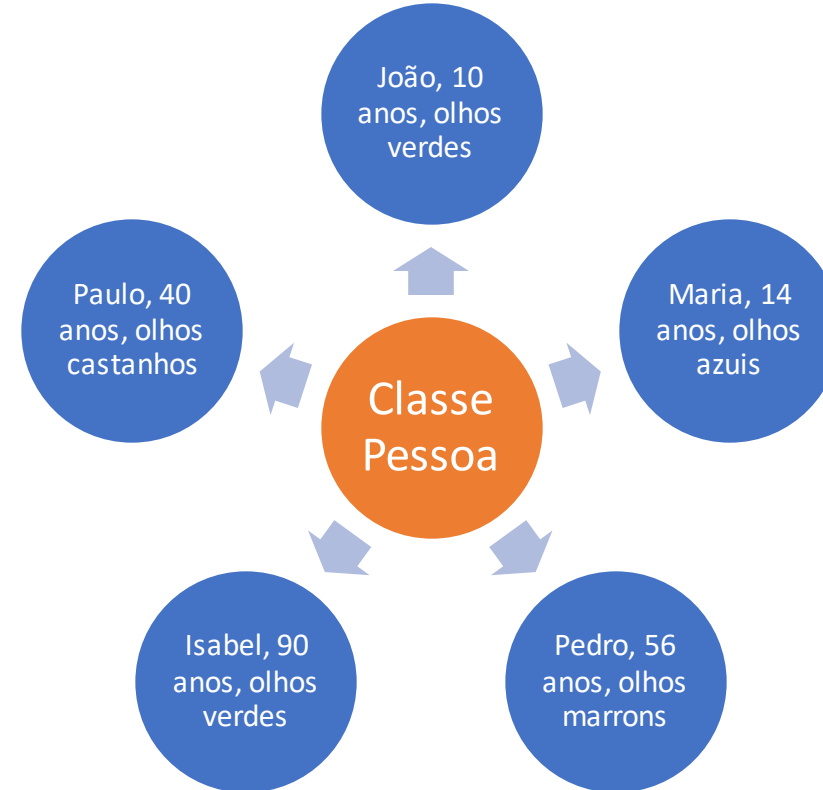 João, 10
anos, olhos
verdes
Paulo, 40
anos, olhos
castanhos
Maria, 14
anos, olhos
azuis
Classe
Pessoa
Isabel, 90
anos, olhos
verdes
Pedro, 56
anos, olhos
marrons